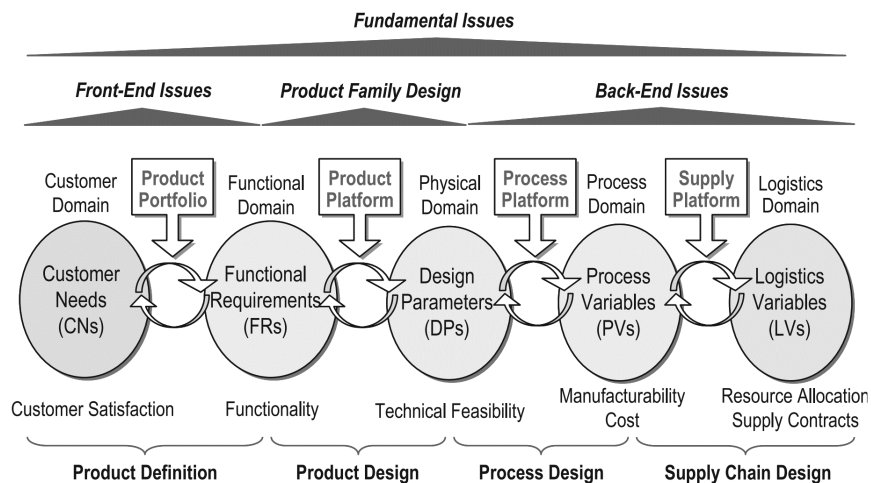 Fundamental Issues
Front-End Issues
Product Family Design
Back-End Issues
Customer
Domain
Product
Portfolio
Functional
Domain
Product
Platform
Physical
Domain
Process
Platform
Process
Domain
Supply
Platform
Logistics
Domain
Customer
Needs
(CNs)
Functional
Requirements
(FRs)
Design
Parameters
(DPs)
Process
Variables
(PVs)
Logistics
Variables
(LVs)
Customer Satisfaction
Functionality
Technical Feasibility
Manufacturability
Cost
Resource Allocation
Supply Contracts
Product Definition
Product Design
Process Design
Supply Chain Design